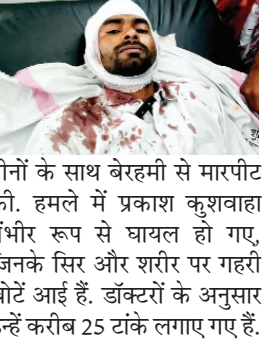 के साथ बेरहमी से मारपीट
हमले में प्रकाश कुशवाहा
रूप से घायल हो गए,
सिर और शरीर पर गहरी
आई हैं. डॉक्टरों के अनुसार
करीब 25 टांके लगाए गए हैं.